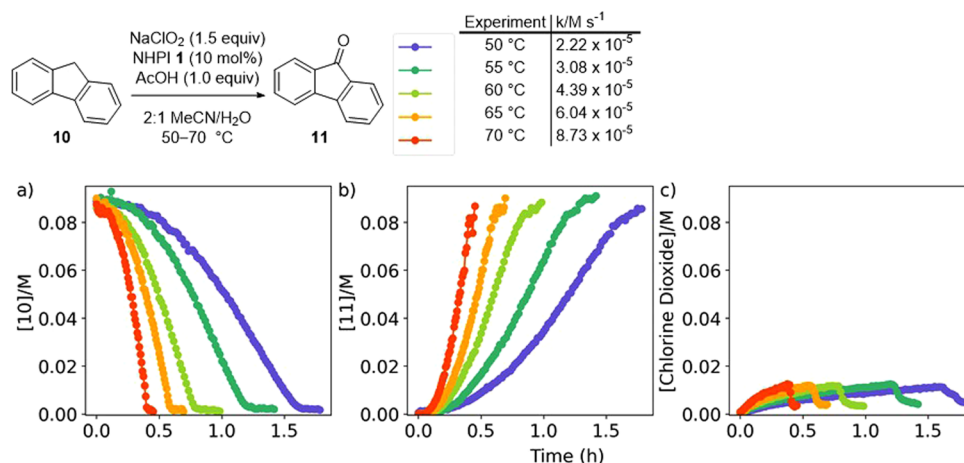 NaClO₂ (1.5 equiv)
NHPI 1 (10 mol%)
AcOH (1.0 equiv)
2:1 MeCN/H₂O
50–70 °C
10
O
11
Experiment k/M s⁻¹
50 °C 2.22 x 10⁻⁵
55 °C 3.08 x 10⁻⁵
60 °C 4.39 x 10⁻⁵
65 °C 6.04 x 10⁻⁵
70 °C 8.73 x 10⁻⁵
a)
[10]/M
0.08
0.06
0.04
0.02
0.00
0.0 0.5 1.0 1.5
b)
[11]/M
0.08
0.06
0.04
0.02
0.00
0.0 0.5 1.0 1.5
Time (h)
c)
[Chlorine Dioxide]/M
0.08
0.06
0.04
0.02
0.00
0.0 0.5 1.0 1.5